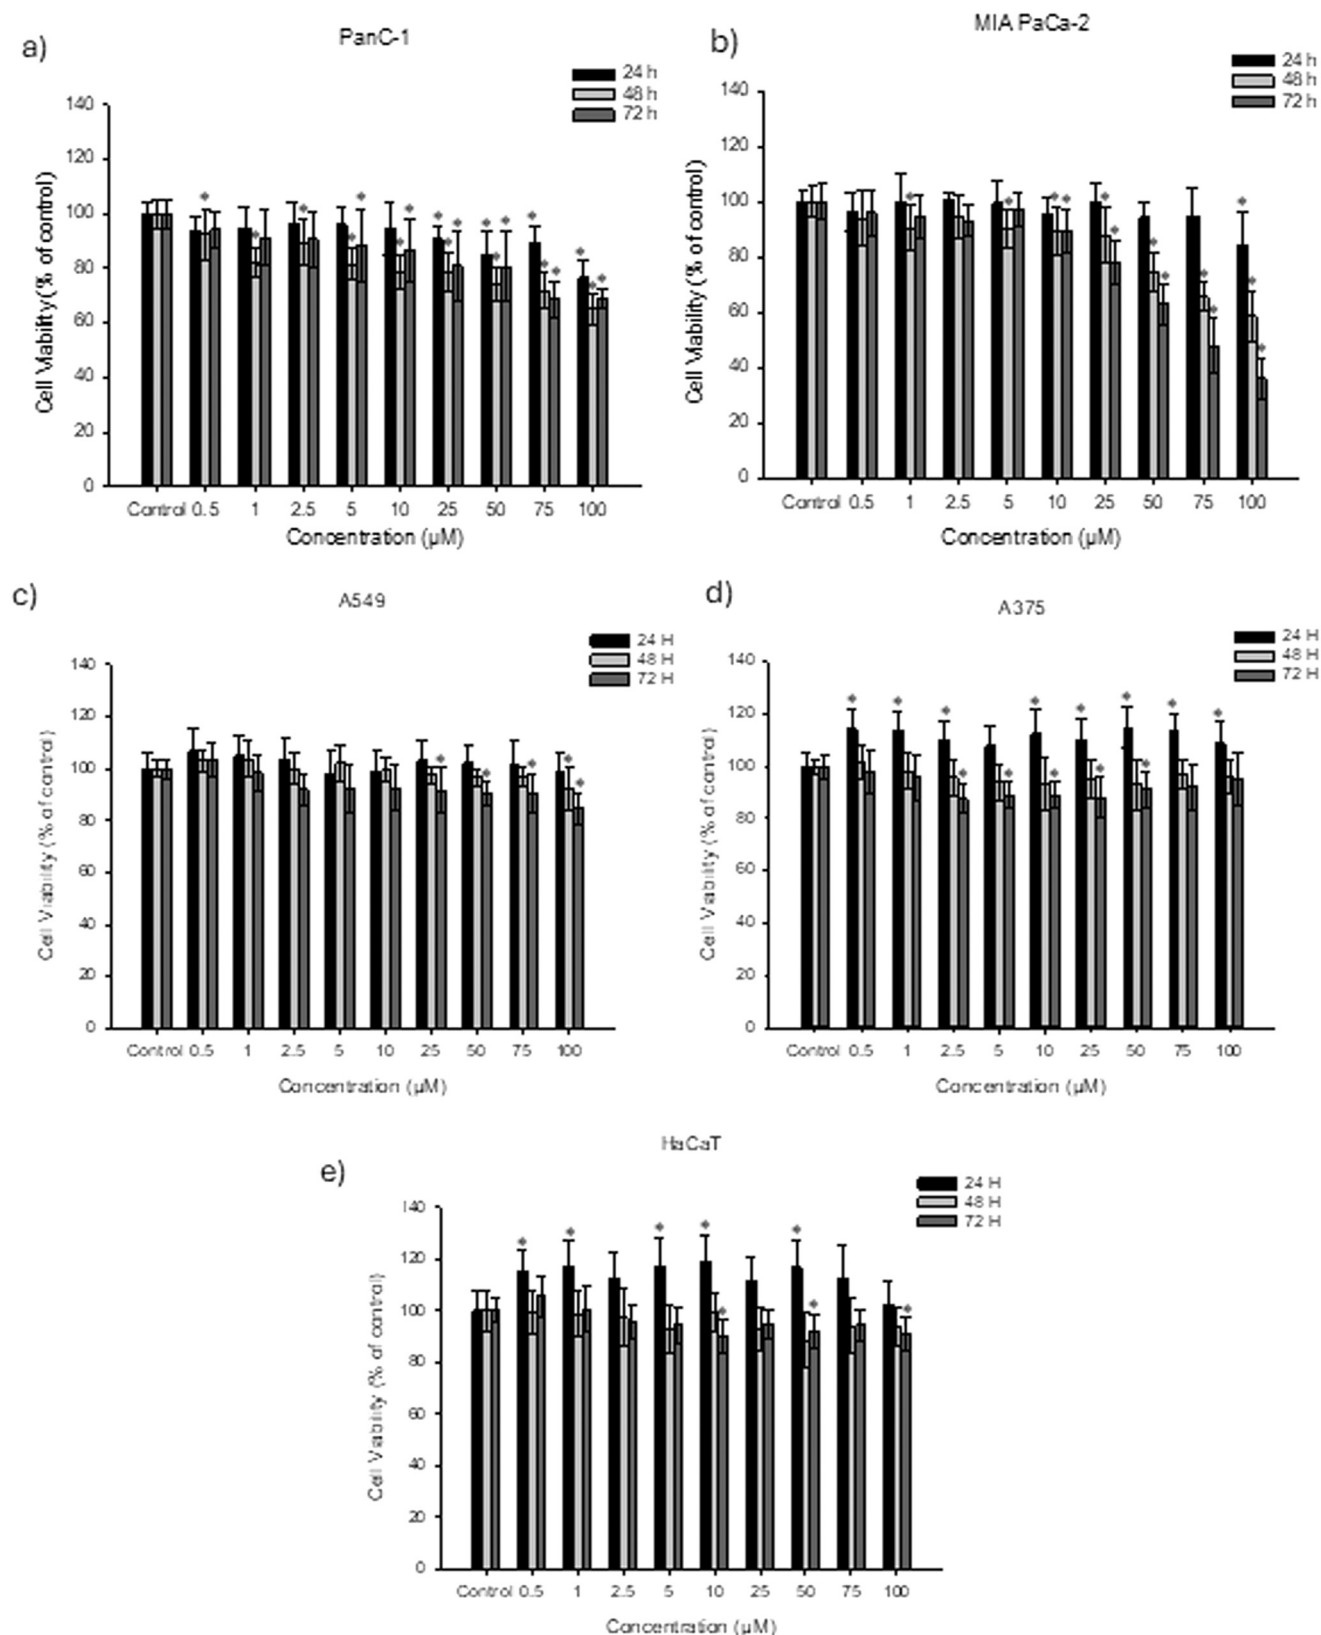 a)
PanC-1
24 h
48 h
72 h
140
120
100
80
60
40
20
0
Cell Viability (% of control)
Control 0.5 1 2.5 5 10 25 50 75 100
Concentration (µM)
b)
MIA PaCa-2
24 h
48 h
72 h
140
120
100
80
60
40
20
0
Cell Viability (% of control)
Control 0.5 1 2.5 5 10 25 50 75 100
Concentration (µM)
c)
A549
24 H
48 H
72 H
140
120
100
80
60
40
20
0
Cell Viability (% of control)
Control 0.5 1 2.5 5 10 25 50 75 100
Concentration (µM)
d)
A375
24 H
48 H
72 H
140
120
100
80
60
40
20
0
Cell Viability (% of control)
Control 0.5 1 2.5 5 10 25 50 75 100
Concentration (µM)
e)
HaCaT
24 H
48 H
72 H
140
120
100
80
60
40
20
0
Cell Viability (% of control)
Control 0.5 1 2.5 5 10 25 50 75 100
Concentration (µM)